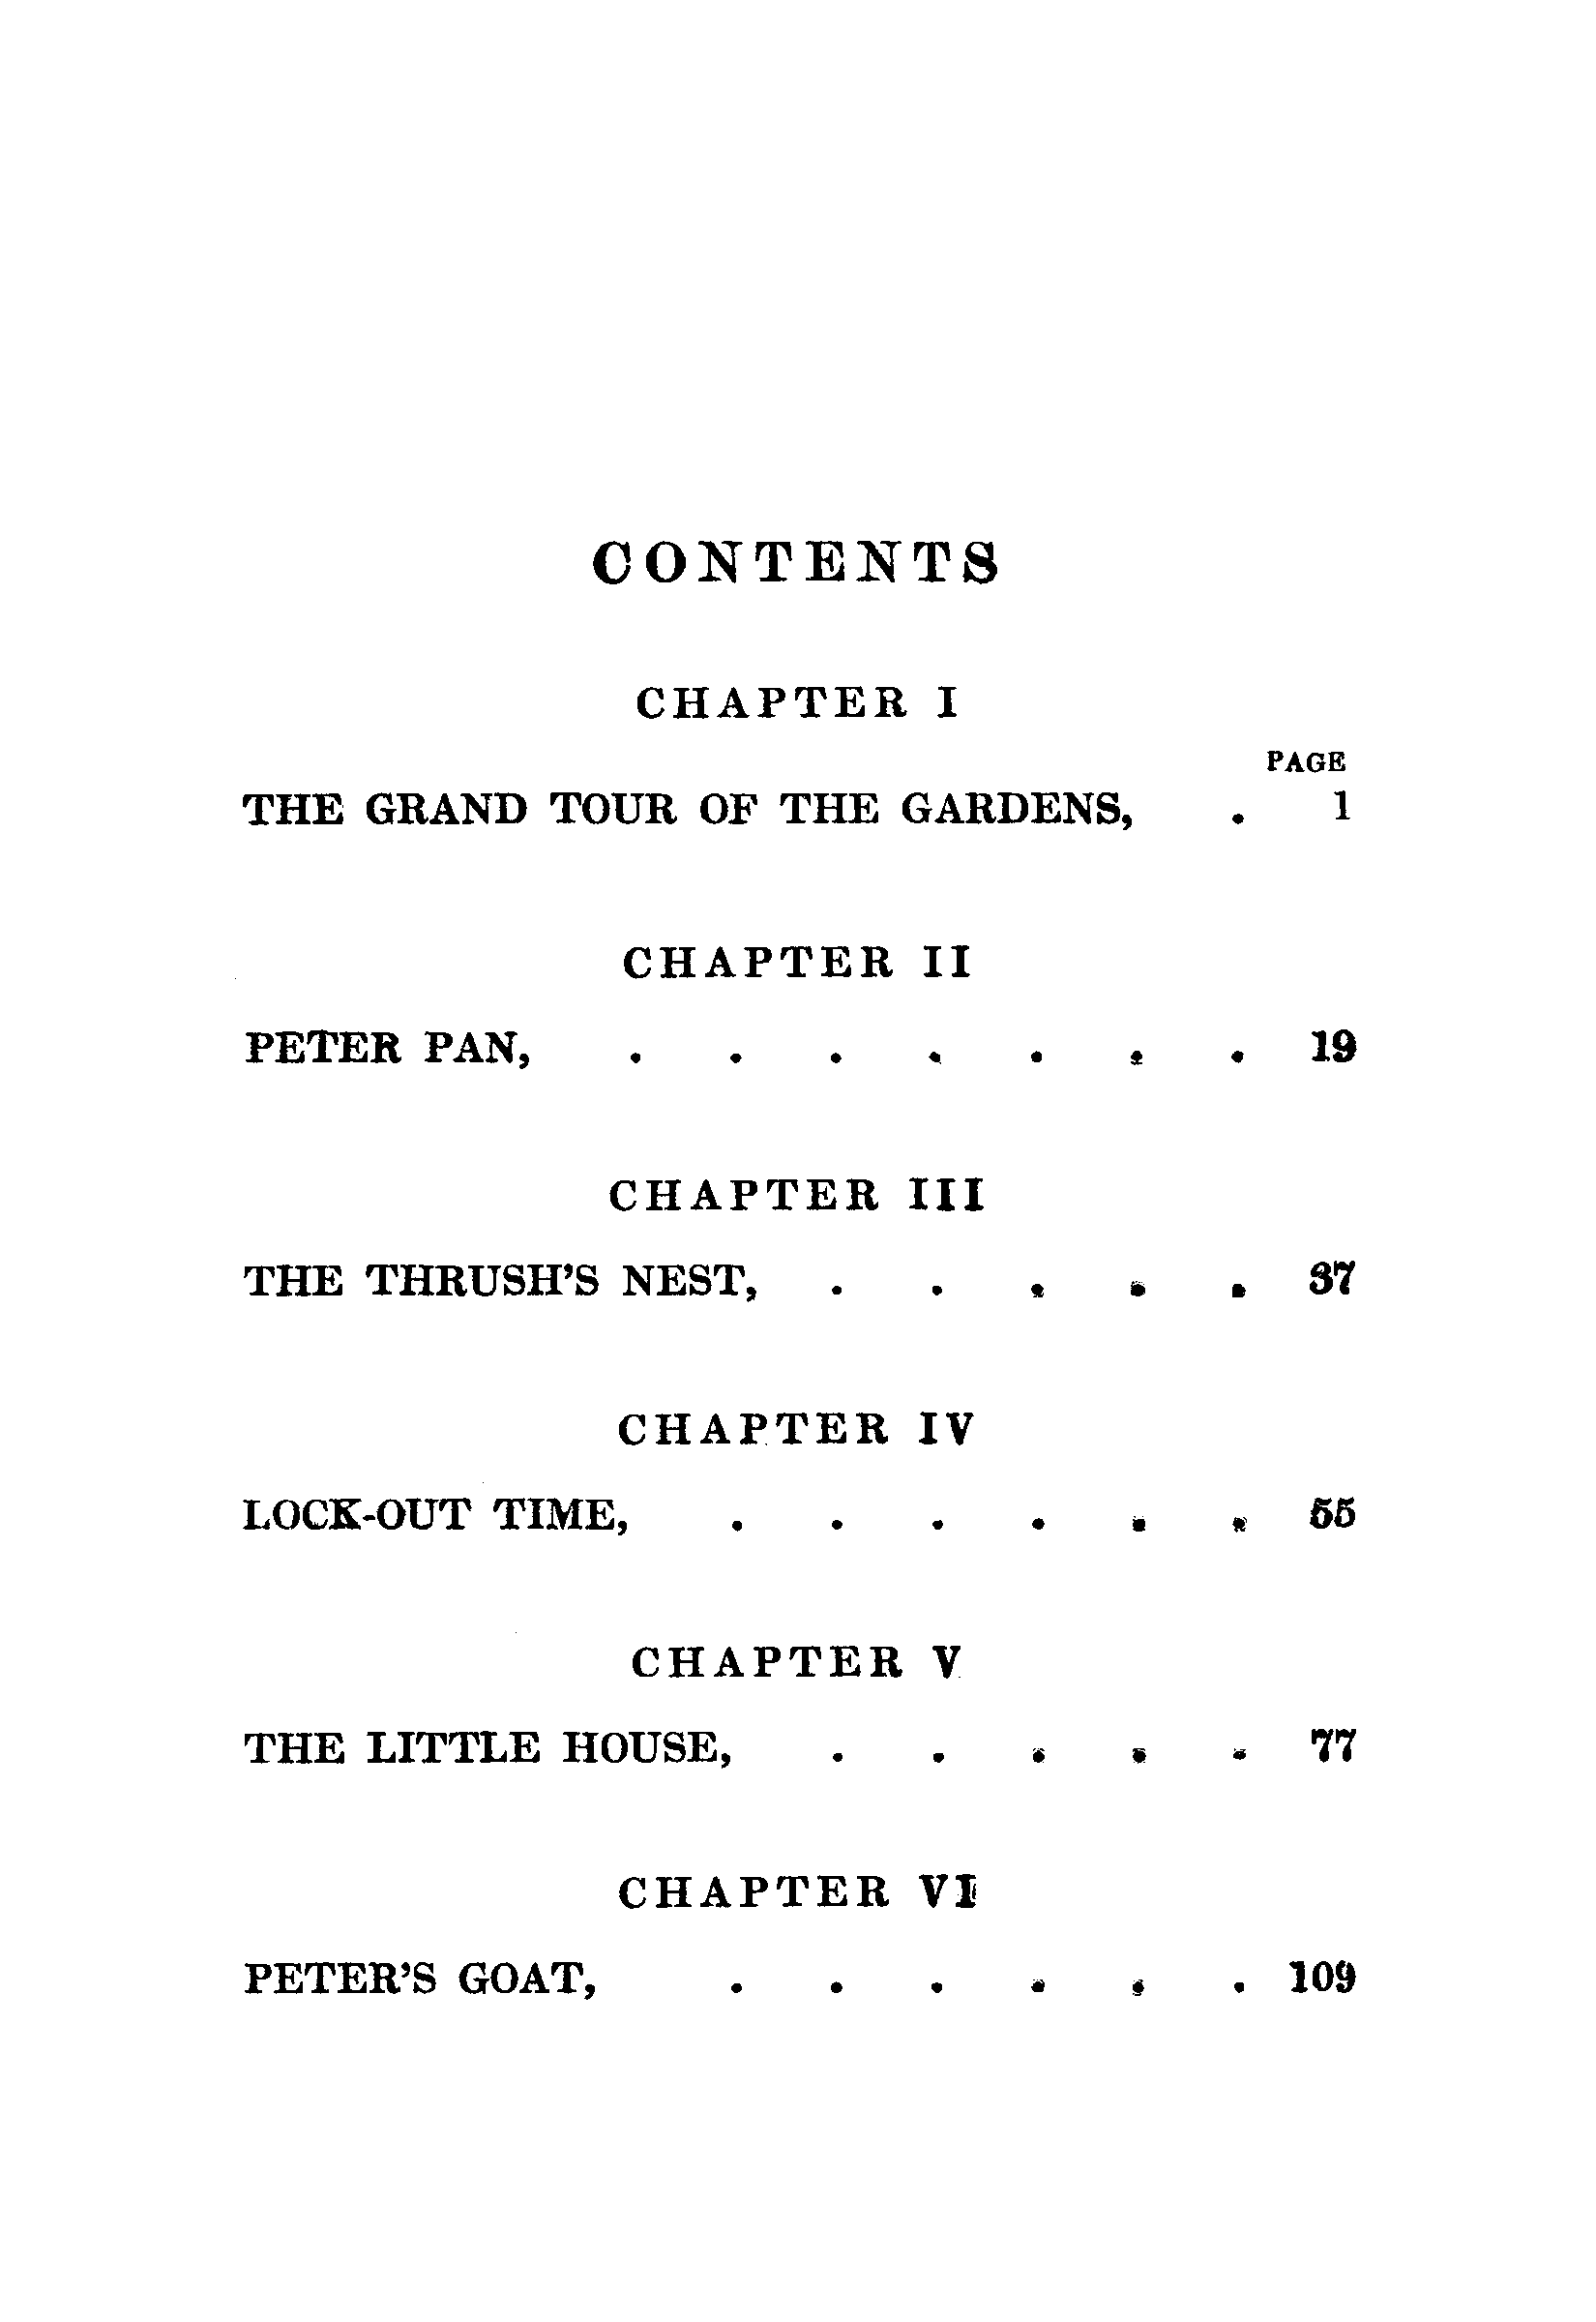 CONTENTS
CHAPTER I
PAGE
THE GRAND TOUR OF THE GARDENS, . 1
CHAPTER II
PETER PAN, . . . . . . . 19
CHAPTER III
THE THRUSH'S NEST, . . . . . 37
CHAPTER IV
LOCK-OUT TIME, . . . . . . 55
CHAPTER V
THE LITTLE HOUSE, . . . . . 77
CHAPTER VI
PETER'S GOAT, . . . . . . 109